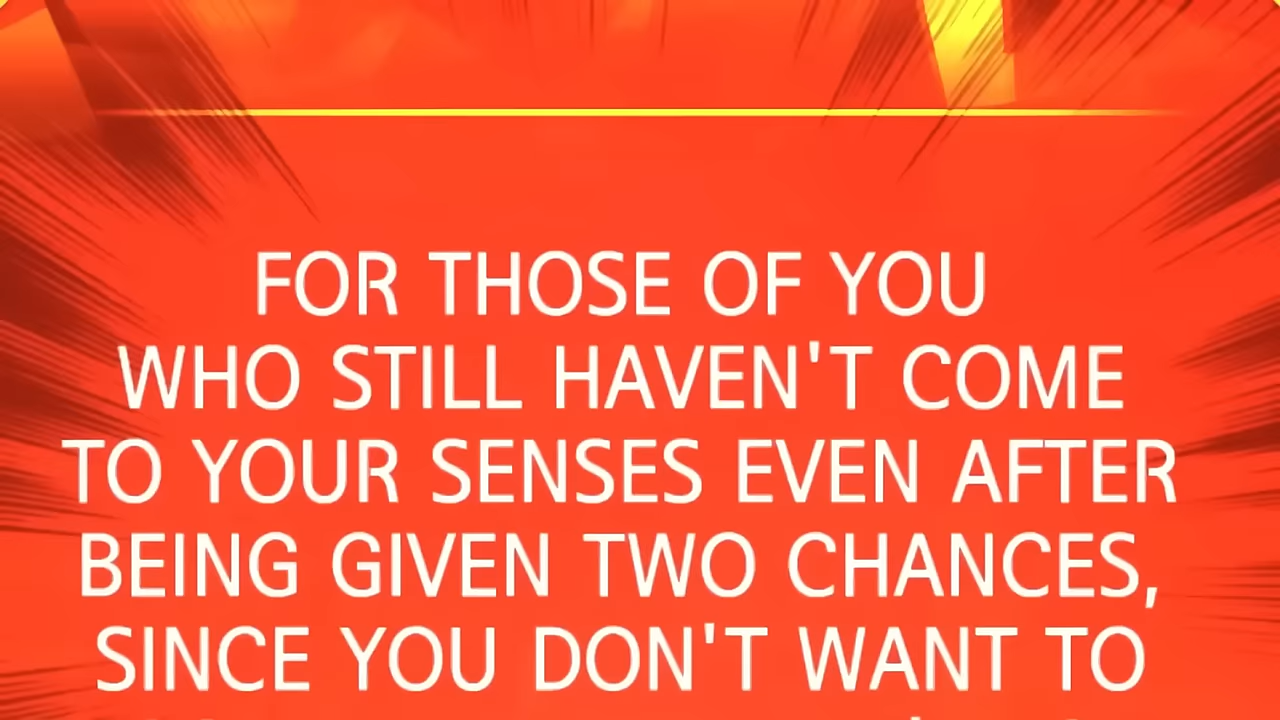 FOR THOSE OF YOU
WHO STILL HAVEN'T COME
TO YOUR SENSES EVEN AFTER
BEING GIVEN TWO CHANCES,
SINCE YOU DON'T WANT TO